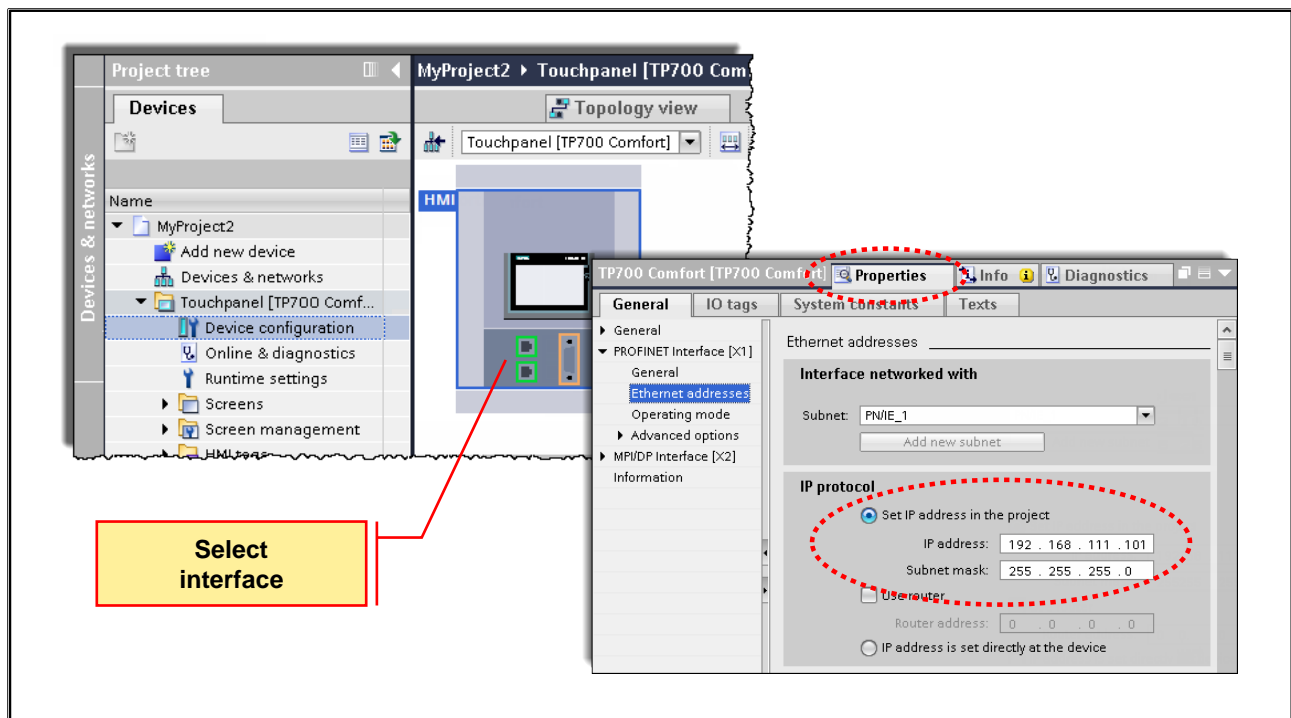 Project tree
Devices
Devices & networks
Name
MyProject2
Add new device
Devices & networks
Touchpanel [TP700 Comf...
Device configuration
Online & diagnostics
Runtime settings
Screens
Screen management
HMI tags
MyProject2 ▸ Touchpanel [TP700 Com
Topology view
Touchpanel [TP700 Comfort]
HMI
Select
interface
TP700 Comfort [TP700 Comfort]
Properties
Info
Diagnostics
General IO tags System constants Texts
General
PROFINET Interface [X1]
General
Ethernet addresses
Operating mode
Advanced options
MPI/DP Interface [X2]
Information
Ethernet addresses
Interface networked with
Subnet: PN/IE_1
Add new subnet
IP protocol
Set IP address in the project
IP address: 192 . 168 . 111 . 101
Subnet mask: 255 . 255 . 255 . 0
Use router
Router address: 0 . 0 . 0 . 0
IP address is set directly at the device